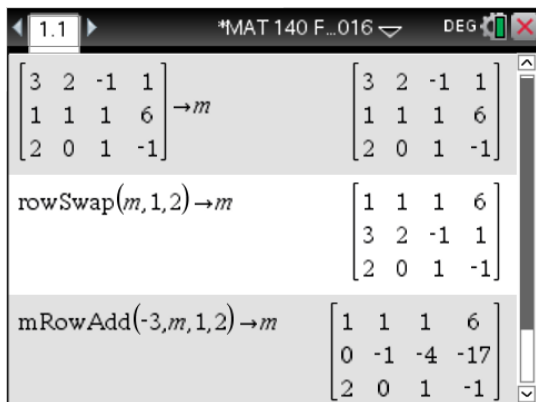 1.1 *MAT 140 F...016 DEG
[3 2 -1 1
1 1 1 6
2 0 1 -1]→m [3 2 -1 1
1 1 1 6
2 0 1 -1]
rowSwap(m,1,2)→m [1 1 1 6
3 2 -1 1
2 0 1 -1]
mRowAdd(-3,m,1,2)→m [1 1 1 6
0 -1 -4 -17
2 0 1 -1]